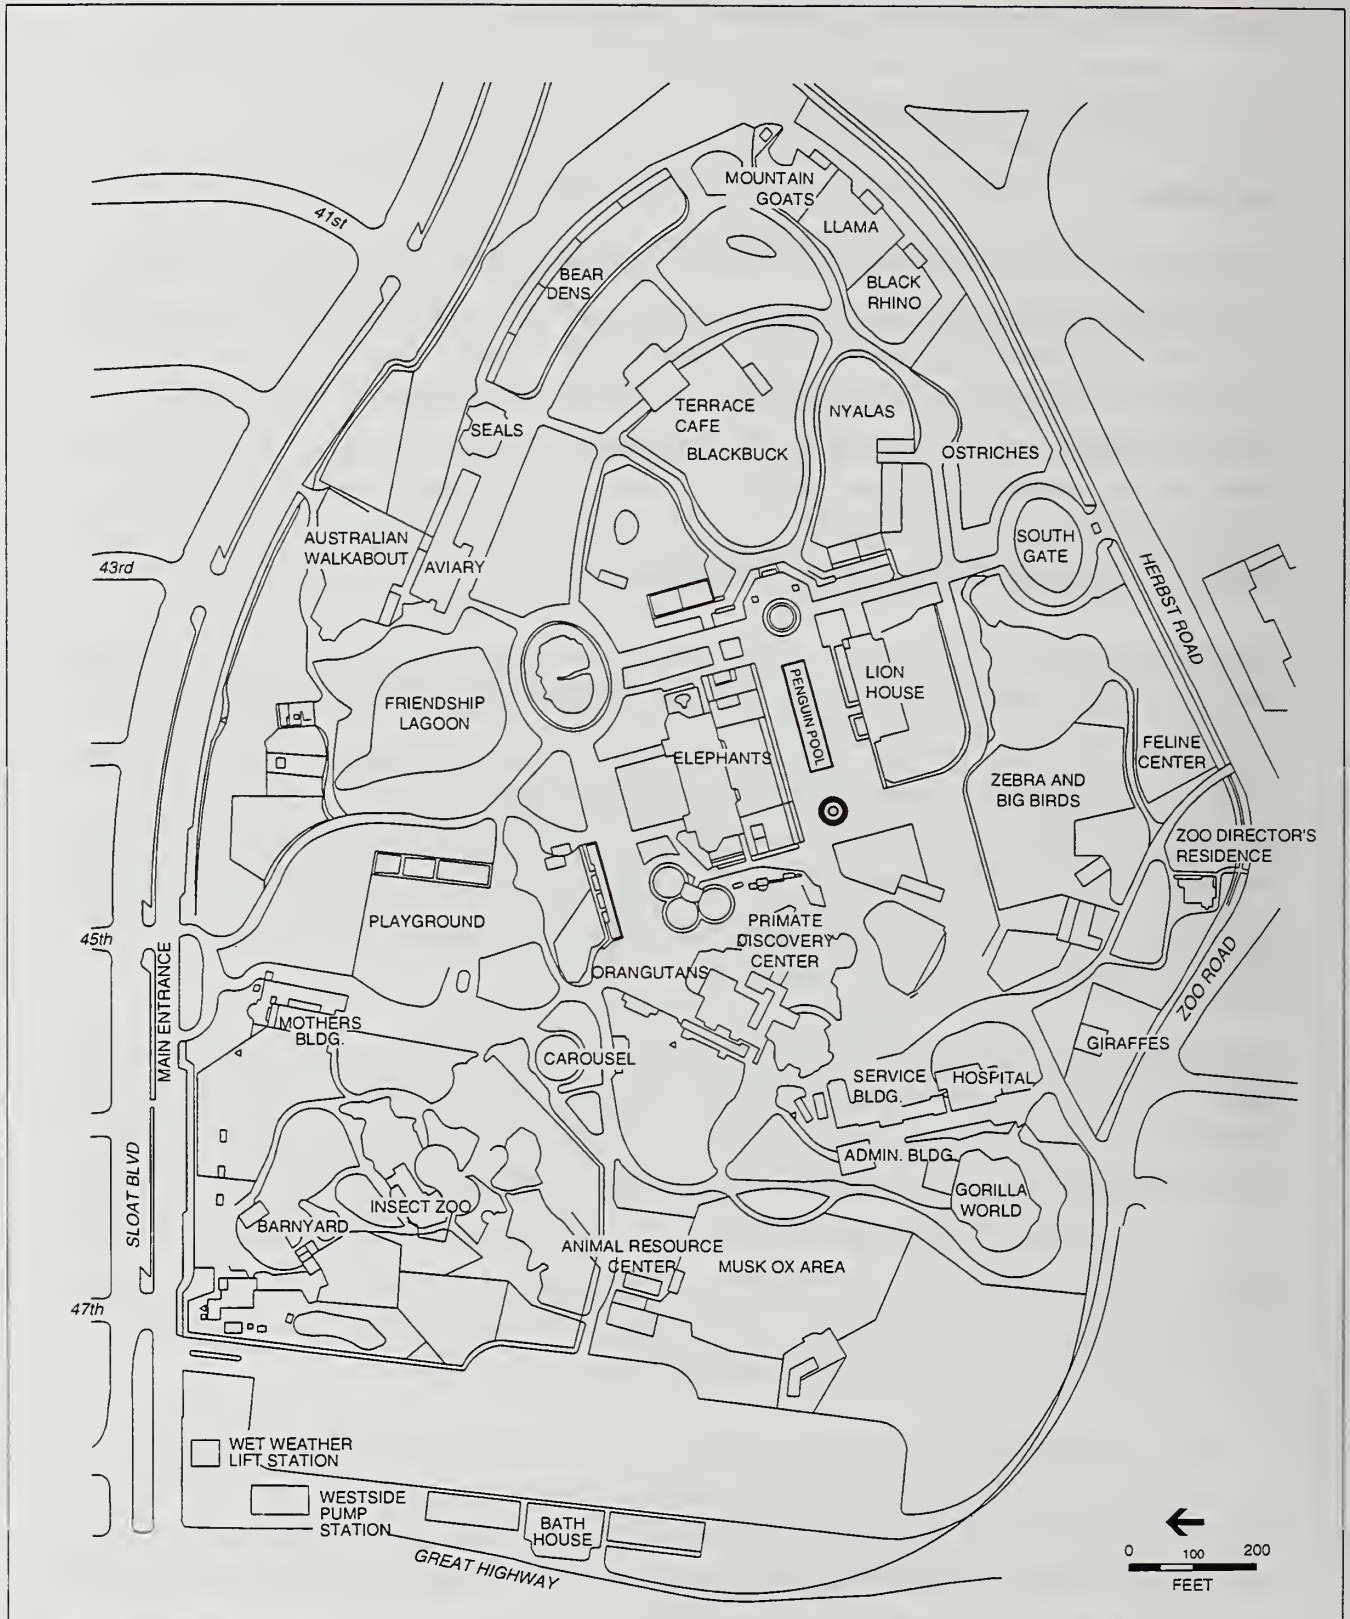 41st
MOUNTAIN
GOATS
LLAMA
BEAR
DENS
BLACK
RHINO
TERRACE
CAFE
BLACKBUCK
NYALAS
SEALS
OSTRICHES
AUSTRALIAN
WALKABOUT
AVIARY
SOUTH
GATE
43rd
HERBST ROAD
LION
HOUSE
PENGUIN POOL
FRIENDSHIP
LAGOON
ELEPHANTS
FELINE
CENTER
ZEBRA AND
BIG BIRDS
ZOO DIRECTOR'S
RESIDENCE
PLAYGROUND
PRIMATE
DISCOVERY
CENTER
45th
MAIN ENTRANCE
ORANGUTANS
ZOO ROAD
MOTHERS
BLDG.
CAROUSEL
GIRAFFES
SERVICE
BLDG.
HOSPITAL
ADMIN. BLDG.
SLOAT BLVD
GORILLA
WORLD
INSECT ZOO
BARNYARD
ANIMAL RESOURCE
CENTER
MUSK OX AREA
47th
WET WEATHER
LIFT STATION
WESTSIDE
PUMP
STATION
BATH
HOUSE
GREAT HIGHWAY
0 100 200
FEET